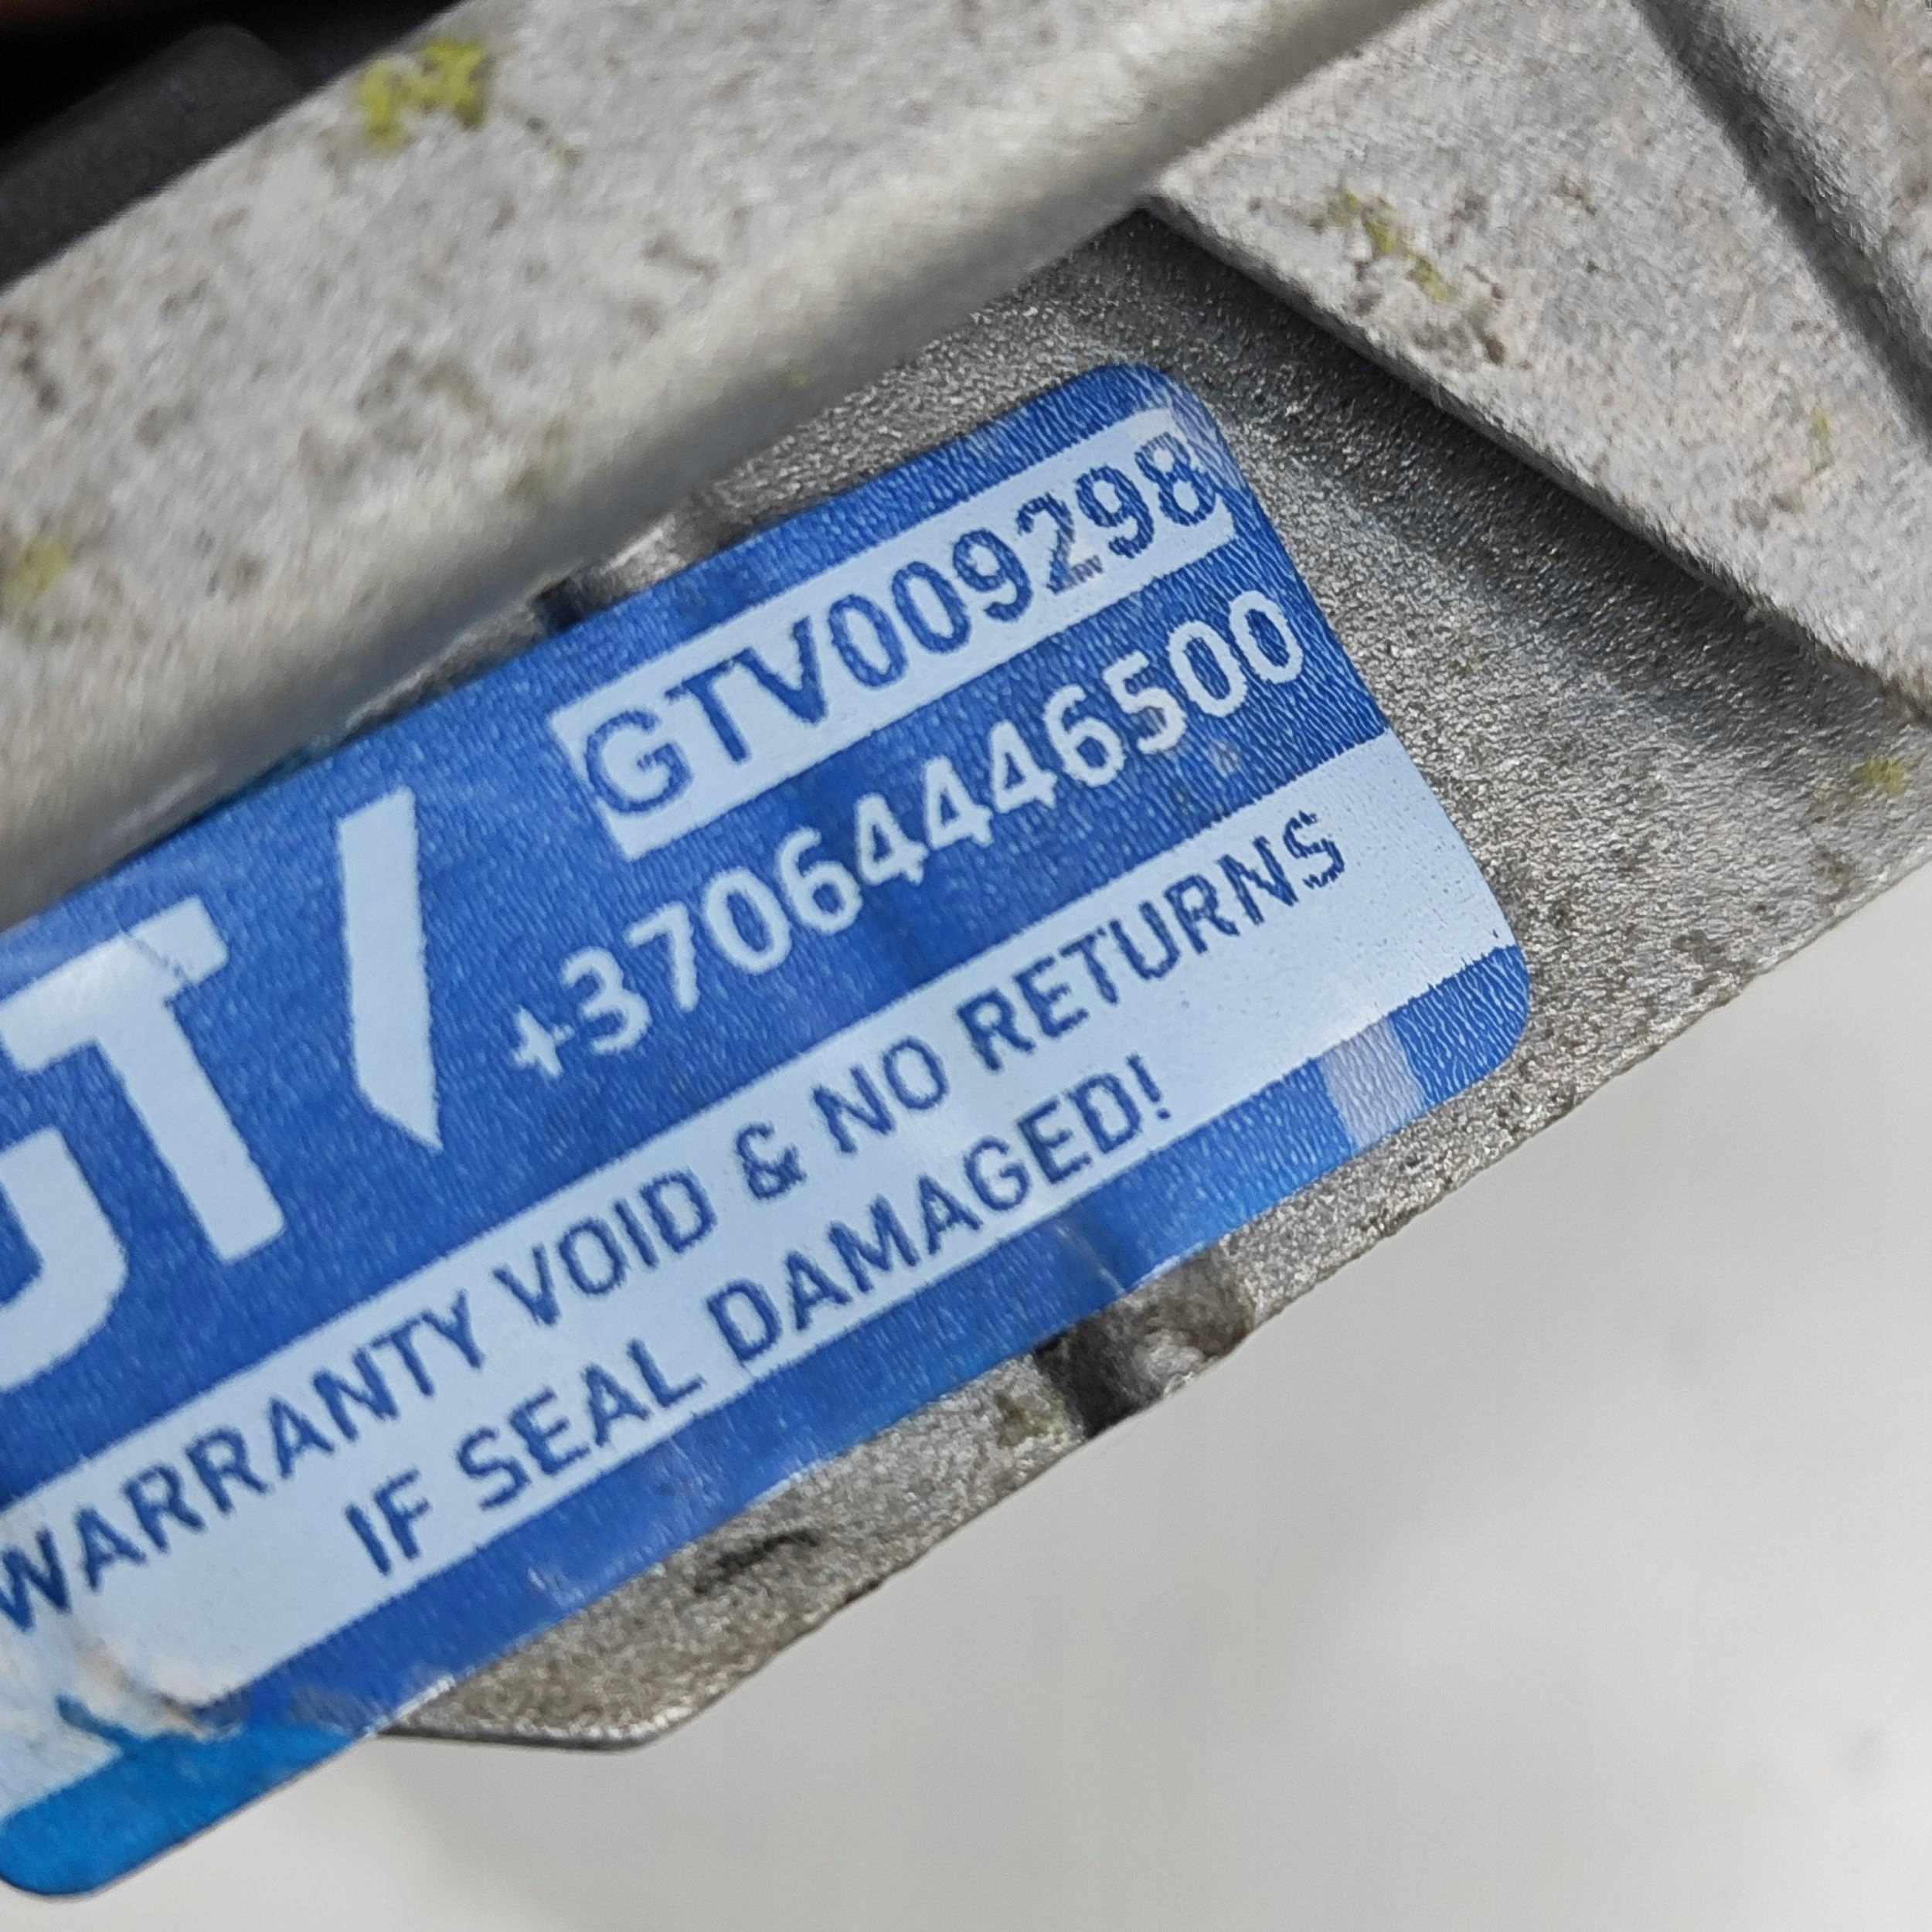 GTV009298
+37064446500
WARRANTY VOID & NO RETURNS
IF SEAL DAMAGED!